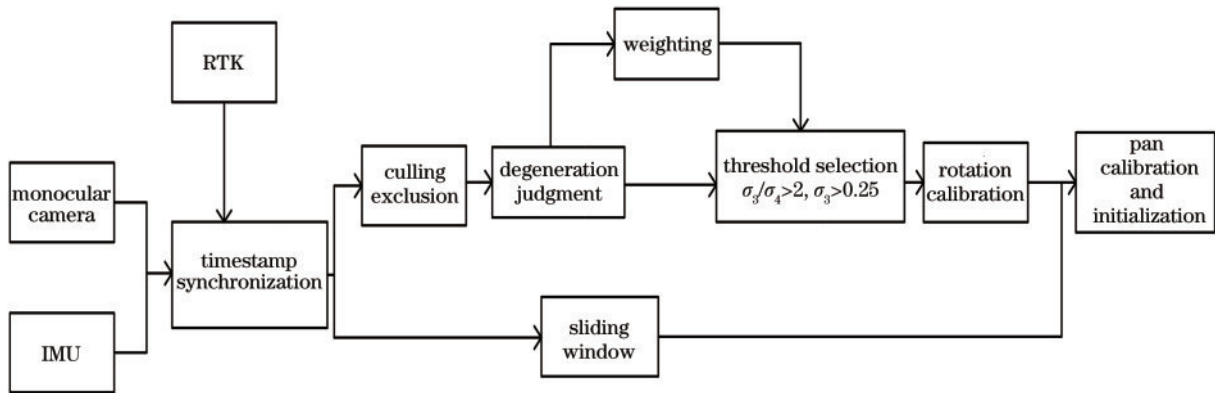 RTK
monocular
camera
IMU
timestamp
synchronization
culling
exclusion
degeneration
judgment
weighting
threshold selection
σ₃/σ₄>2, σ₃>0.25
rotation
calibration
sliding
window
pan
calibration
and
initialization